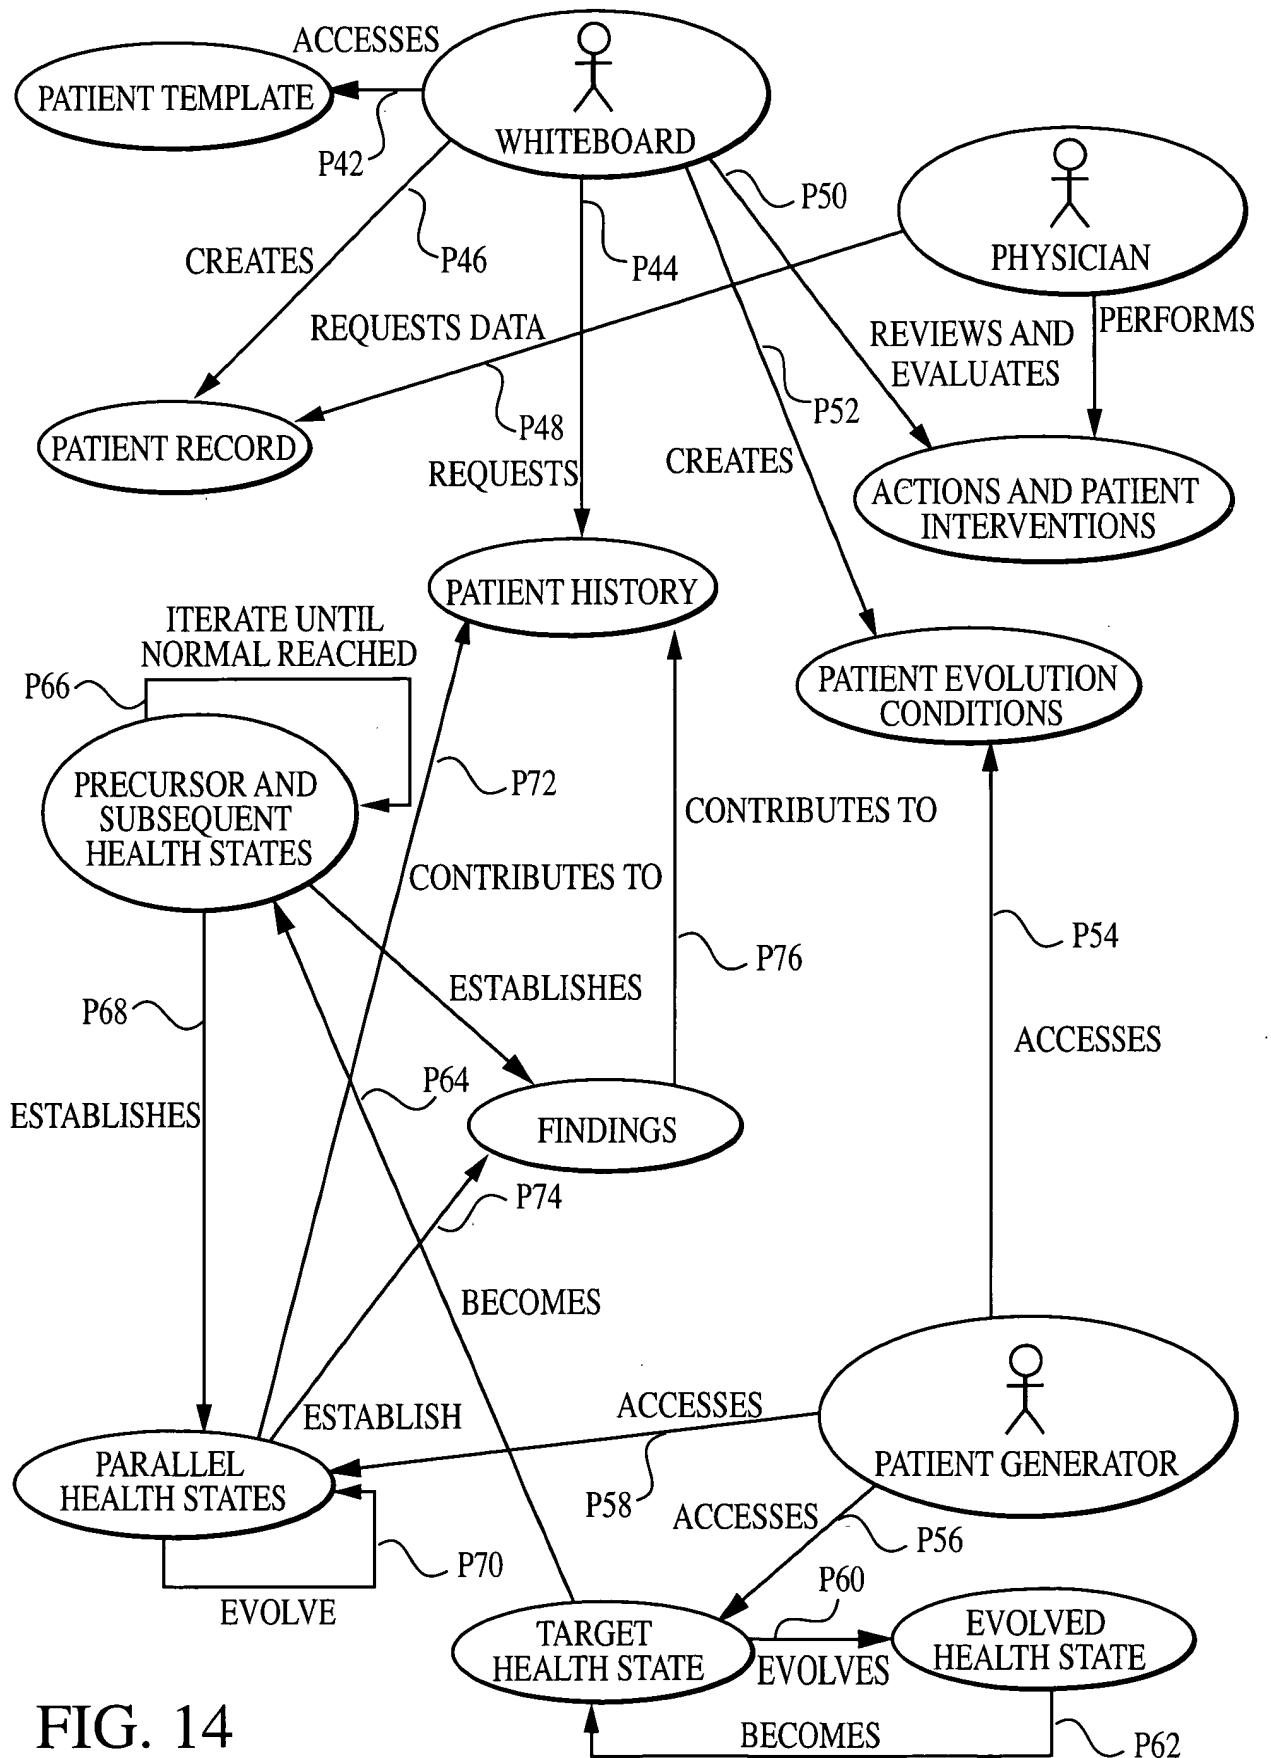 ACCESSES
PATIENT TEMPLATE
P42
WHITEBOARD
P50
PHYSICIAN
CREATES
P46
P44
REQUESTS DATA
PERFORMS
REVIEWS AND
EVALUATES
P52
P48
PATIENT RECORD
REQUESTS
CREATES
ACTIONS AND PATIENT
INTERVENTIONS
PATIENT HISTORY
ITERATE UNTIL
NORMAL REACHED
P66
PATIENT EVOLUTION
CONDITIONS
PRECURSOR AND
SUBSEQUENT
HEALTH STATES
P72
CONTRIBUTES TO
CONTRIBUTES TO
P54
P76
ESTABLISHES
P68
ACCESSES
P64
ESTABLISHES
FINDINGS
P74
BECOMES
ACCESSES
ESTABLISH
PARALLEL
HEALTH STATES
PATIENT GENERATOR
P58
ACCESSES
P56
P70
EVOLVE
P60
TARGET
HEALTH STATE
EVOLVES
EVOLVED
HEALTH STATE
BECOMES
P62
FIG. 14